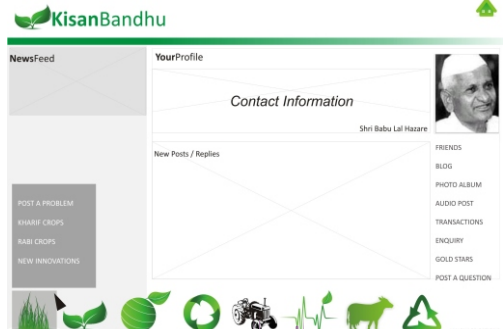 KisanBandhu
NewsFeed
YourProfile
Contact Information
Shri Babu Lal Hazare
New Posts / Replies
POST A PROBLEM
KHARIF CROPS
RABI CROPS
NEW INNOVATIONS
FRIENDS
BLOG
PHOTO ALBUM
AUDIO POST
TRANSACTIONS
ENQUIRY
GOLD STARS
POST A QUESTION